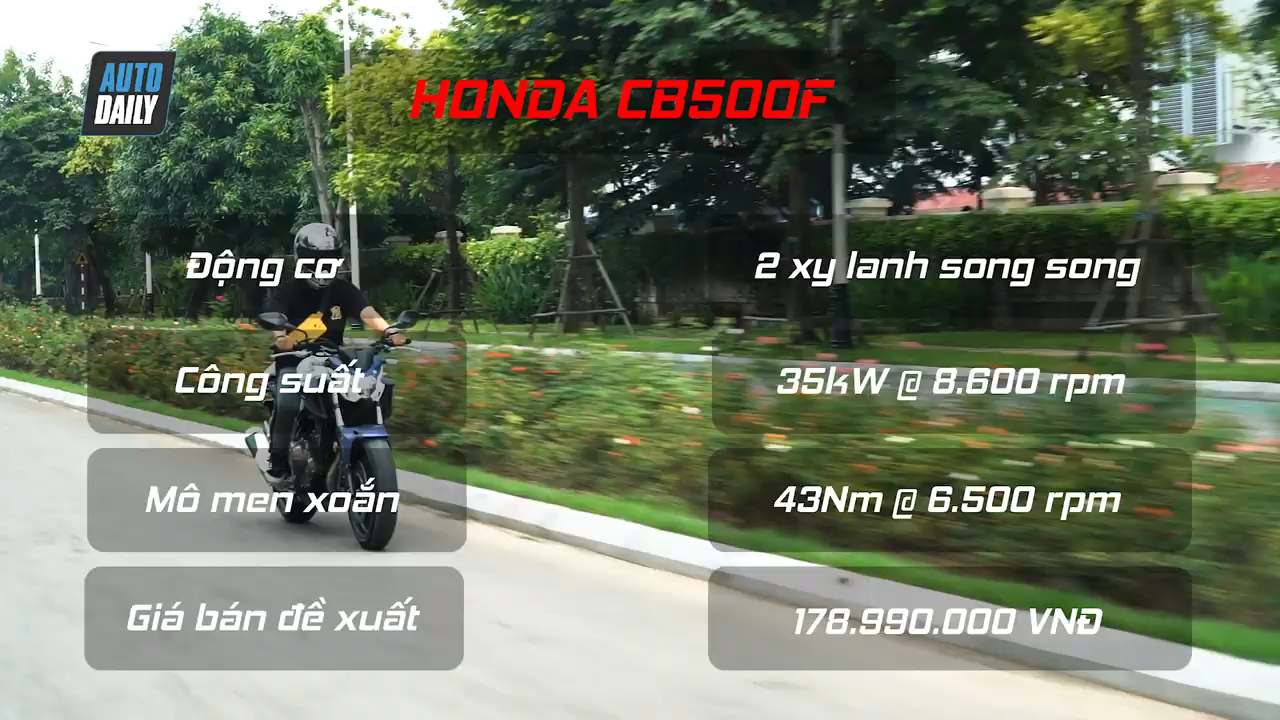 AUTO
DAILY
HONDA CB500F
Động cơ
2 xy lanh song song
Công suất
35kW @ 8.600 rpm
Mô men xoắn
43Nm @ 6.500 rpm
Giá bán đề xuất
178.990.000 VNĐ